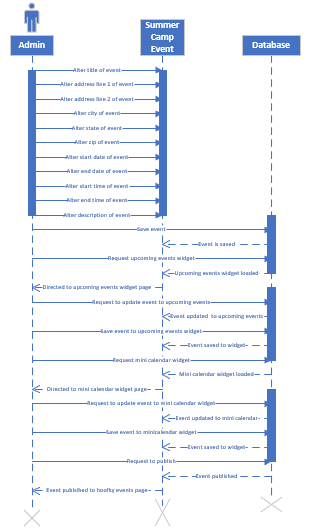 Admin
Summer
Camp
Event
Database
Alter title of event
Alter address line 1 of event
Alter address line 2 of event
Alter city of event
Alter state of event
Alter zip of event
Alter start date of event
Alter end date of event
Alter start time of event
Alter end time of event
Alter description of event
Save event
Event is saved
Request upcoming events widget
Upcoming events widget loaded
Directed to upcoming events widget page
Request to update event to upcoming events
Event updated to upcoming events
Save event to upcoming events widget
Event saved to widget
Request mini calendar widget
Mini calendar widget loaded
Directed to mini calendar widget page
Request to update event to mini calendar widget
Event updated to mini calendar
Save event to minicalendar widget
Event saved to widget
Request to publish
Event published
Event published to hoofky events page